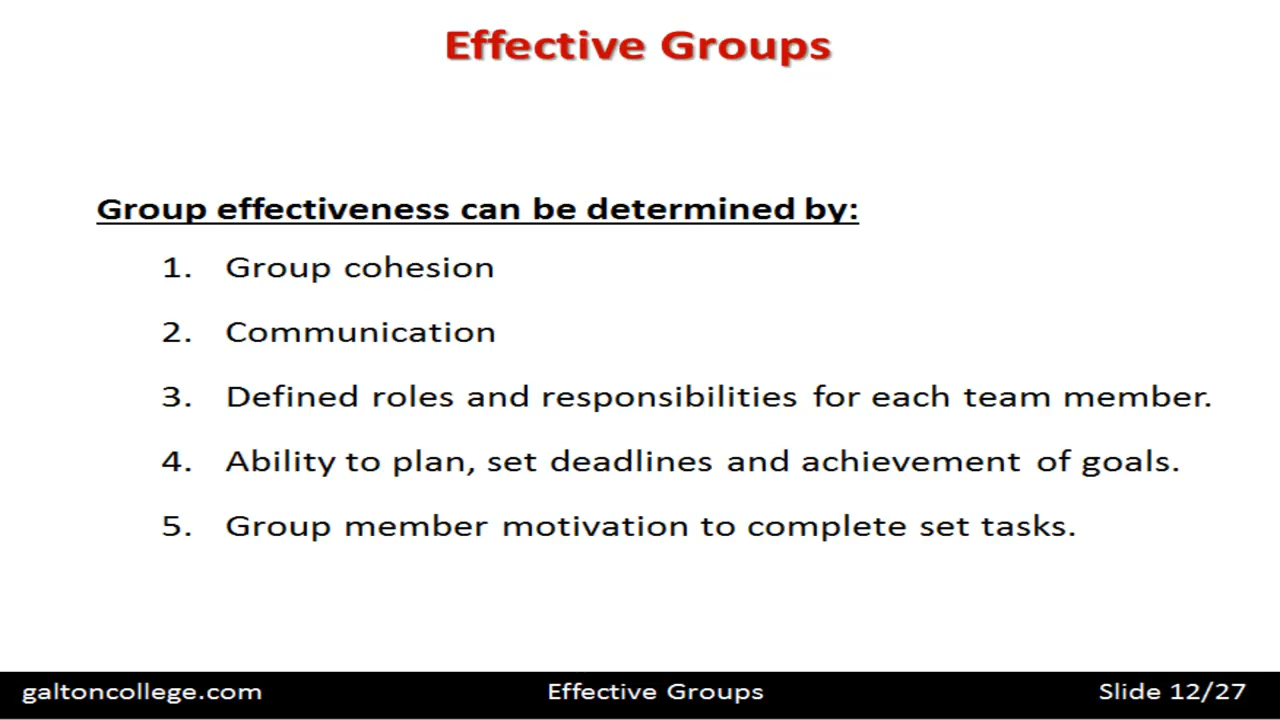 Effective Groups
Group effectiveness can be determined by:
1. Group cohesion
2. Communication
3. Defined roles and responsibilities for each team member.
4. Ability to plan, set deadlines and achievement of goals.
5. Group member motivation to complete set tasks.
galtoncollege.com Effective Groups Slide 12/27